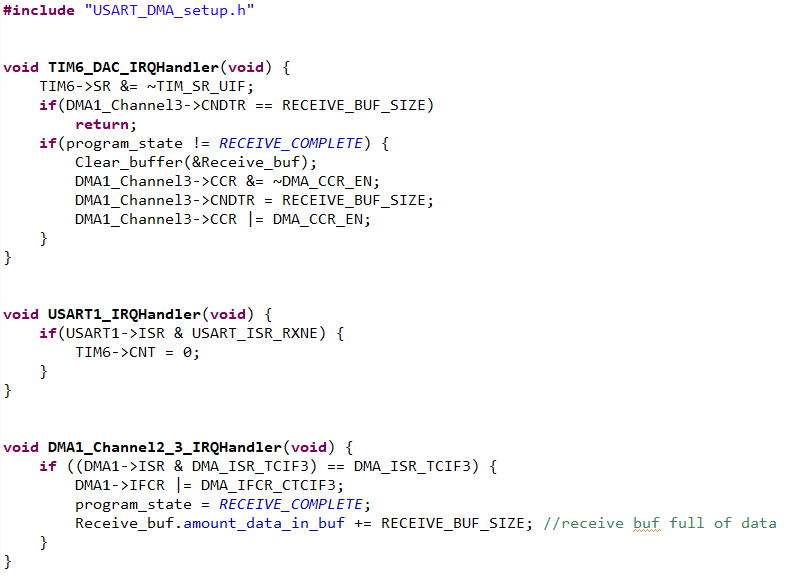 #include "USART_DMA_setup.h"
void TIM6_DAC_IRQHandler(void) {
    TIM6->SR &= ~TIM_SR_UIF;
    if(DMA1_Channel3->CNDTR == RECEIVE_BUF_SIZE)
        return;
    if(program_state != RECEIVE_COMPLETE) {
        Clear_buffer(&Receive_buf);
        DMA1_Channel3->CCR &= ~DMA_CCR_EN;
        DMA1_Channel3->CNDTR = RECEIVE_BUF_SIZE;
        DMA1_Channel3->CCR |= DMA_CCR_EN;
    }
}
void USART1_IRQHandler(void) {
    if(USART1->ISR & USART_ISR_RXNE) {
        TIM6->CNT = 0;
    }
}
void DMA1_Channel2_3_IRQHandler(void) {
    if ((DMA1->ISR & DMA_ISR_TCIF3) == DMA_ISR_TCIF3) {
        DMA1->IFCR |= DMA_IFCR_CTCIF3;
        program_state = RECEIVE_COMPLETE;
        Receive_buf.amount_data_in_buf += RECEIVE_BUF_SIZE; //receive buf full of data
    }
}